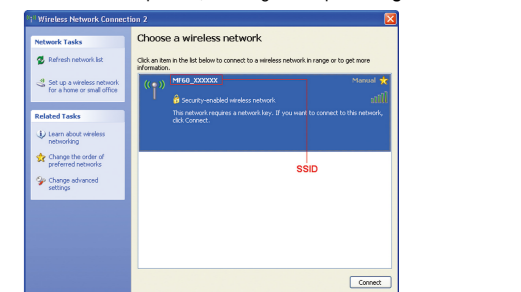 Wireless Network Connection 2
Network Tasks
Refresh network list
Set up a wireless network
for a home or small office
Related Tasks
Learn about wireless
networking
Change the order of
preferred networks
Change advanced
settings
Choose a wireless network
Click an item in the list below to connect to a wireless network in range or to get more
information.
MF60_XXXXXX
Manual
Security-enabled wireless network
This network requires a network key. If you want to connect to this network,
click Connect.
SSID
Connect